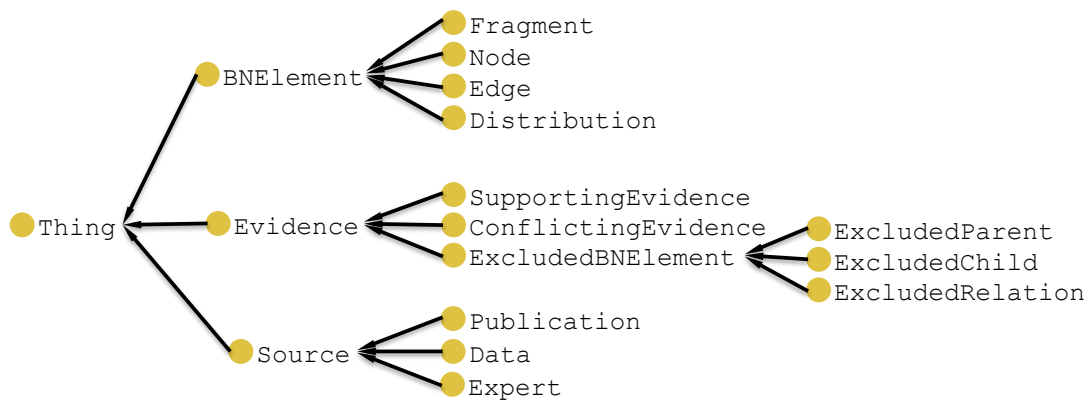 Fragment
Node
BNElement
Edge
Distribution
SupportingEvidence
Thing
Evidence
ConflictingEvidence
ExcludedParent
ExcludedBNElement
ExcludedChild
ExcludedRelation
Publication
Source
Data
Expert